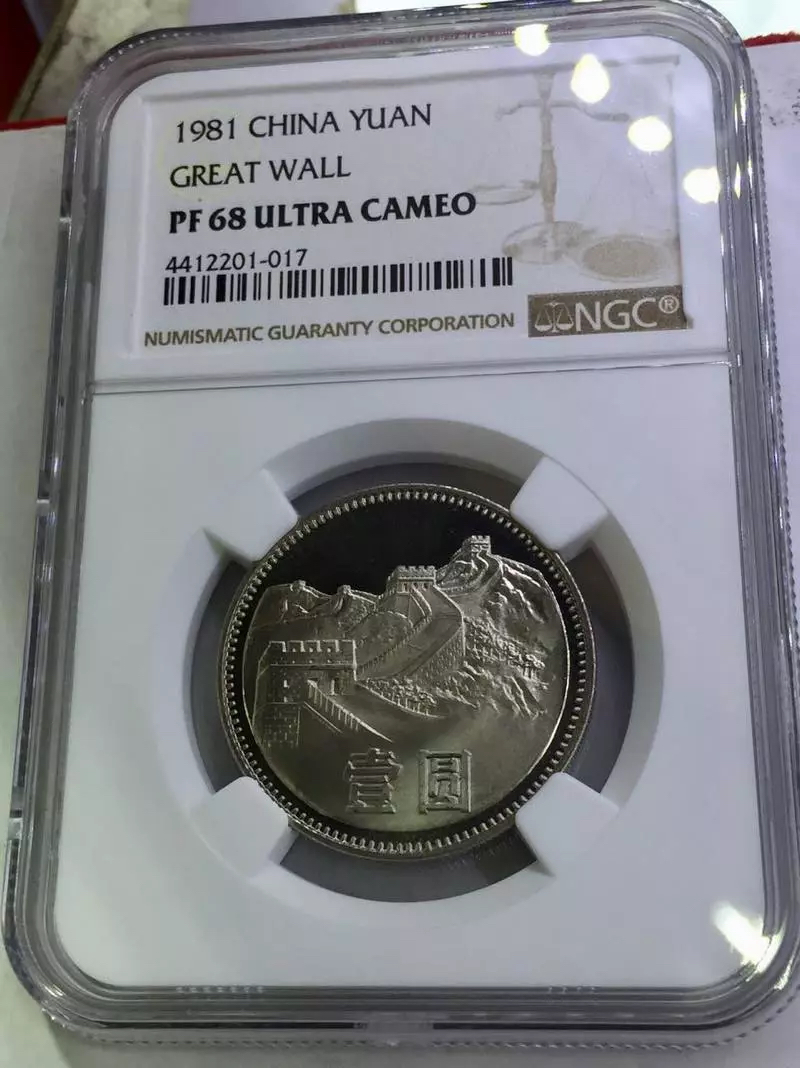 1981 CHINA YUAN
GREAT WALL
PF 68 ULTRA CAMEO
4412201-017
NUMISMATIC GUARANTY CORPORATION
NGC®
壹圆